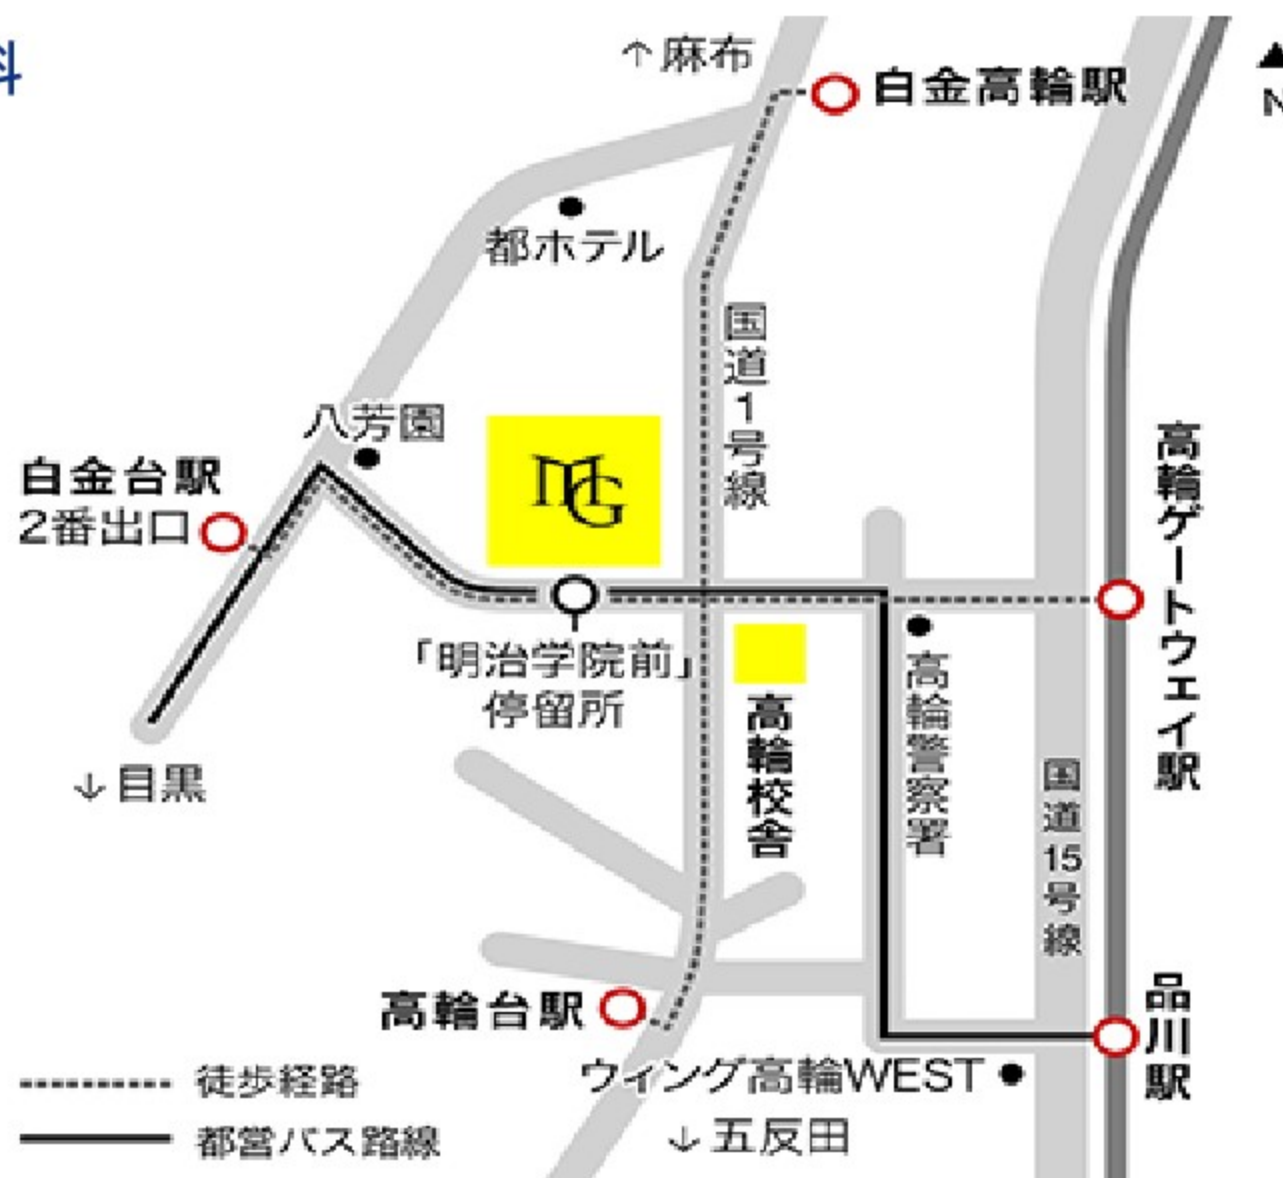 科
↑麻布
白金高輪駅
▲
N
都ホテル
国道1号線
八芳園
MG
白金台駅
2番出口
高輪ゲートウェイ駅
「明治学院前」
停留所
高輪校舎
高輪警察署
↓目黒
国道15号線
高輪台駅
品川駅
ウィング高輪WEST
↓五反田
徒歩経路
都営バス路線